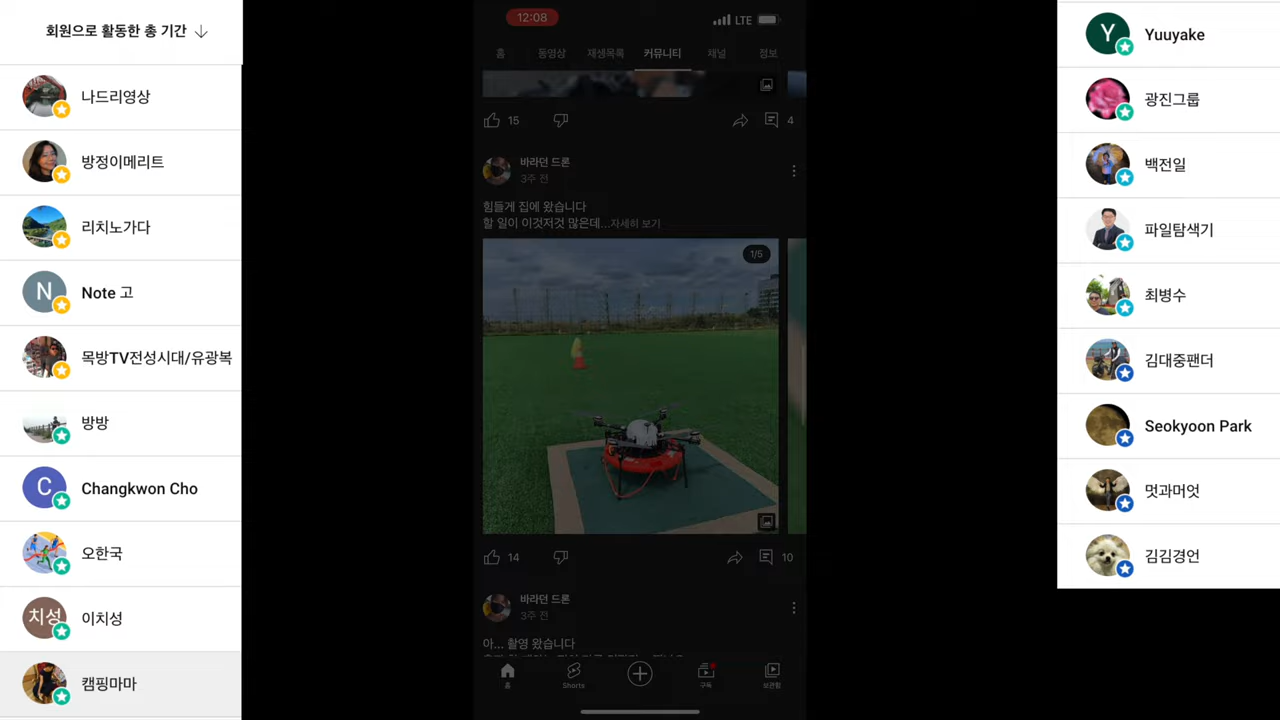 회원으로 활동한 총 기간 ↓
나드리영상
방정이메리트
리치노가다
N
Note 고
목방TV전성시대/유광복
방방
C
Changkwon Cho
오한국
치성
이치성
캠핑마마
12:08
LTE
홈 동영상 재생목록 커뮤니티 채널 정보
15
4
바라던 드론
3주 전
힘들게 집에 왔습니다
할 일이 이것저것 많은데...자세히 보기
1/5
14
10
바라던 드론
3주 전
아... 촬영 왔습니다
홈 Shorts 구독 보관함
Y
Yuuyake
광진그룹
백전일
파일탐색기
최병수
김대중팬더
Seokyoon Park
멋과머엇
김김경언